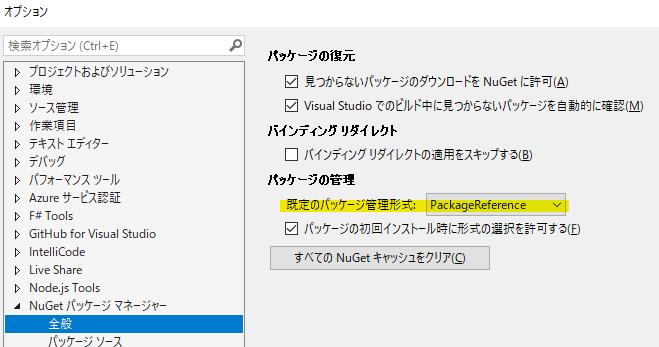 オプション
検索オプション (Ctrl+E)
プロジェクトおよびソリューション
環境
ソース管理
作業項目
テキスト エディター
デバッグ
パフォーマンス ツール
Azure サービス認証
F# Tools
GitHub for Visual Studio
IntelliCode
Live Share
Node.js Tools
NuGet パッケージ マネージャー
全般
パッケージ ソース
パッケージの復元
見つからないパッケージのダウンロードを NuGet に許可(A)
Visual Studio でのビルド中に見つからないパッケージを自動的に確認(M)
バインディング リダイレクト
バインディング リダイレクトの適用をスキップする(B)
パッケージの管理
既定のパッケージ管理形式: PackageReference
パッケージの初回インストール時に形式の選択を許可する(F)
すべての NuGet キャッシュをクリア(C)